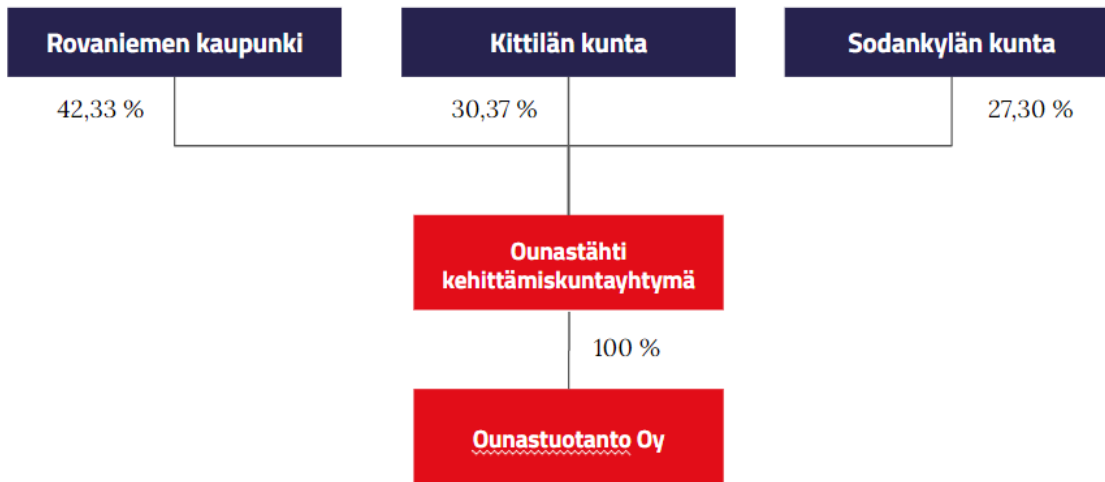 Rovaniemen kaupunki
Kittilän kunta
Sodankylän kunta
42,33 %
30,37 %
27,30 %
Ounastähti
kehittämiskuntayhtymä
100 %
Ounastuotanto Oy